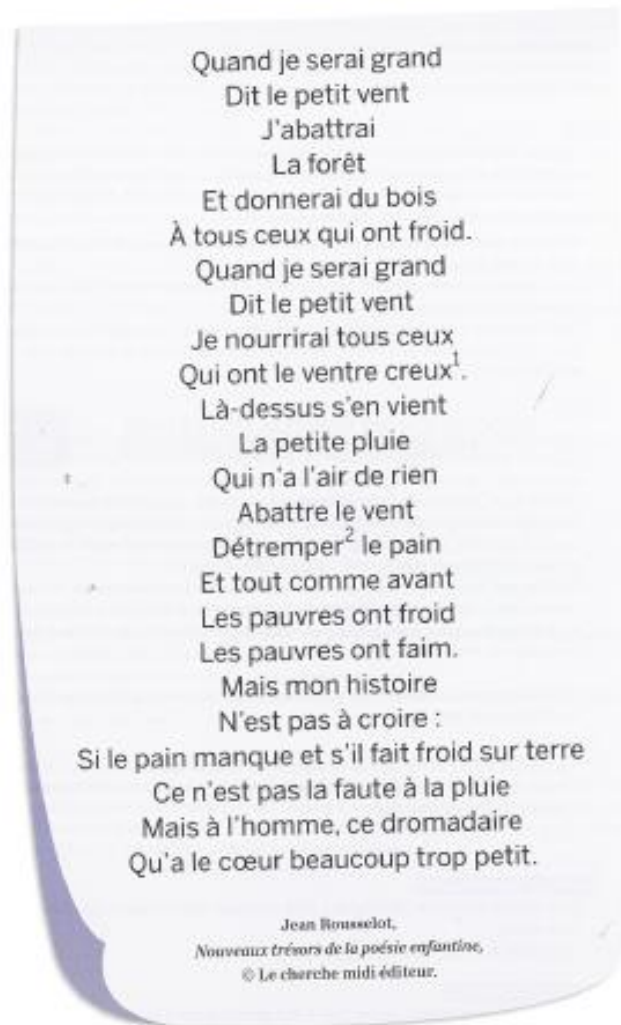 Quand je serai grand
Dit le petit vent
J'abattrai
La forêt
Et donnerai du bois
À tous ceux qui ont froid.
Quand je serai grand
Dit le petit vent
Je nourrirai tous ceux
Qui ont le ventre creux¹.
Là-dessus s'en vient
La petite pluie
Qui n'a l'air de rien
Abattre le vent
Détremper² le pain
Et tout comme avant
Les pauvres ont froid
Les pauvres ont faim.
Mais mon histoire
N'est pas à croire :
Si le pain manque et s'il fait froid sur terre
Ce n'est pas la faute à la pluie
Mais à l'homme, ce dromadaire
Qu'a le cœur beaucoup trop petit.
Jean Rousselot,
Nouveaux trésors de la poésie enfantine,
© Le cherche midi éditeur.